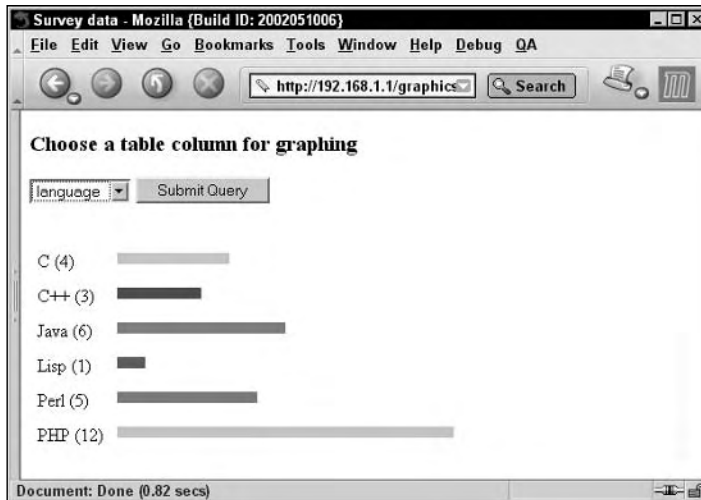 Survey data - Mozilla {Build ID: 2002051006}
File Edit View Go Bookmarks Tools Window Help Debug QA
http://192.168.1.1/graphics Search
Choose a table column for graphing
language Submit Query
C (4)
C++ (3)
Java (6)
Lisp (1)
Perl (5)
PHP (12)
Document: Done (0.82 secs)